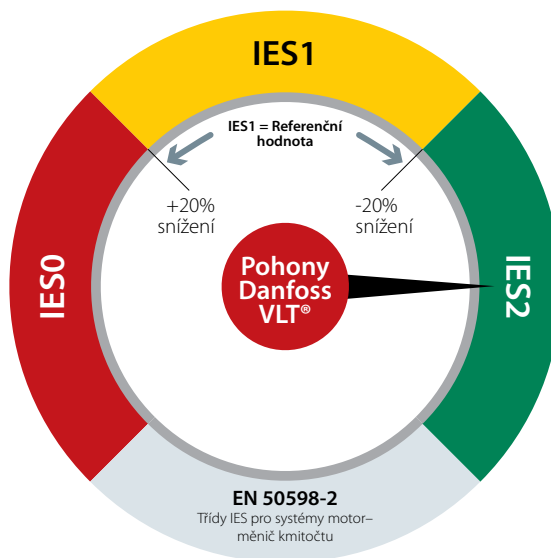 IES1
IES1 = Referenční
hodnota
+20%
snížení
-20%
snížení
IES0
Pohony
Danfoss
VLT®
IES2
EN 50598-2
Třídy IES pro systémy motor–
měnič kmitočtu